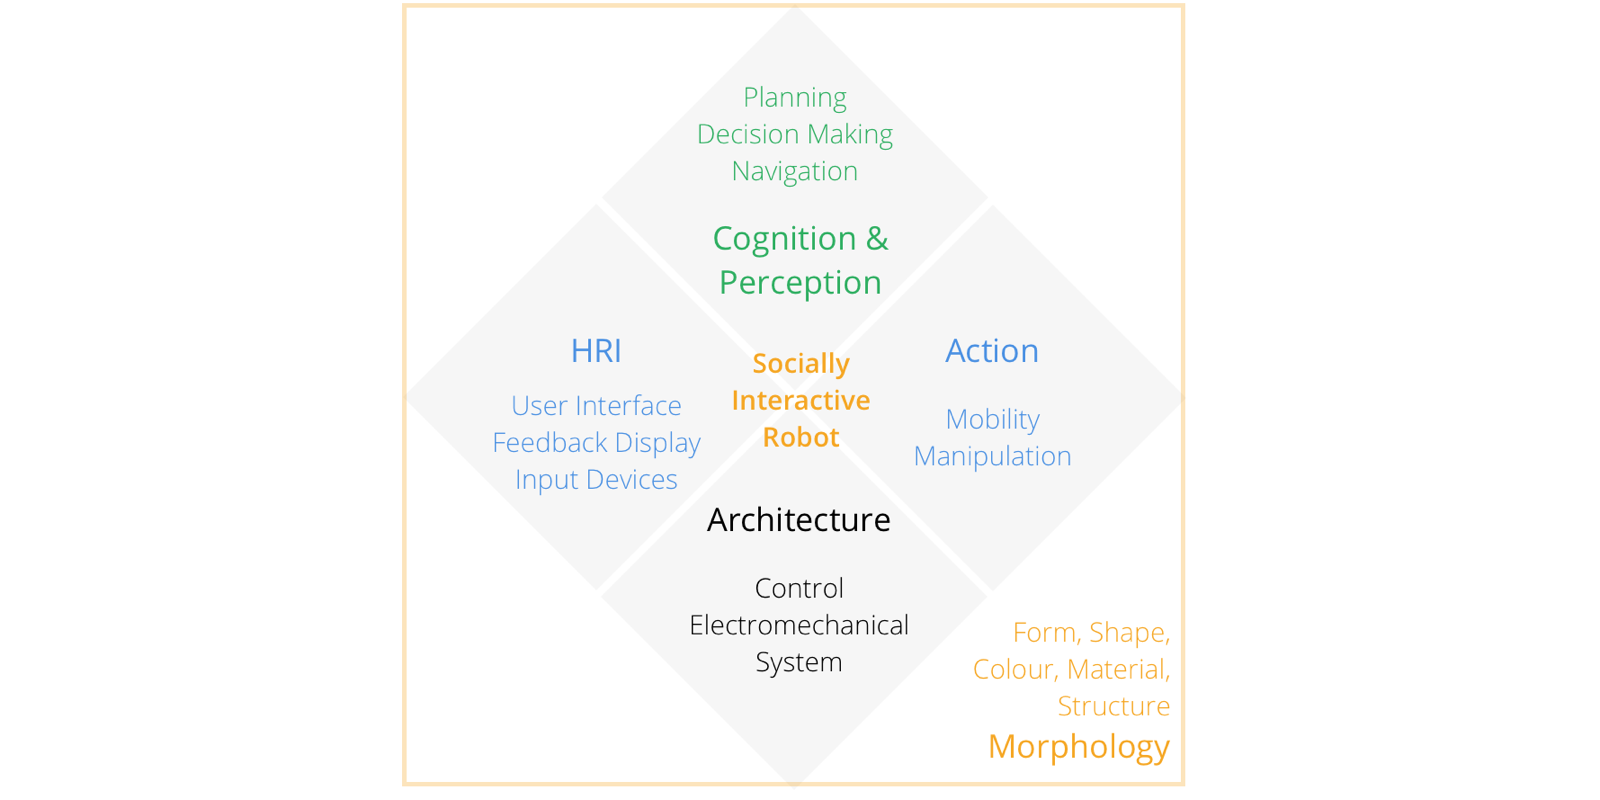 Planning
Decision Making
Navigation
Cognition &
Perception
HRI
User Interface
Feedback Display
Input Devices
Socially
Interactive
Robot
Action
Mobility
Manipulation
Architecture
Control
Electromechanical
System
Form, Shape,
Colour, Material,
Structure
Morphology